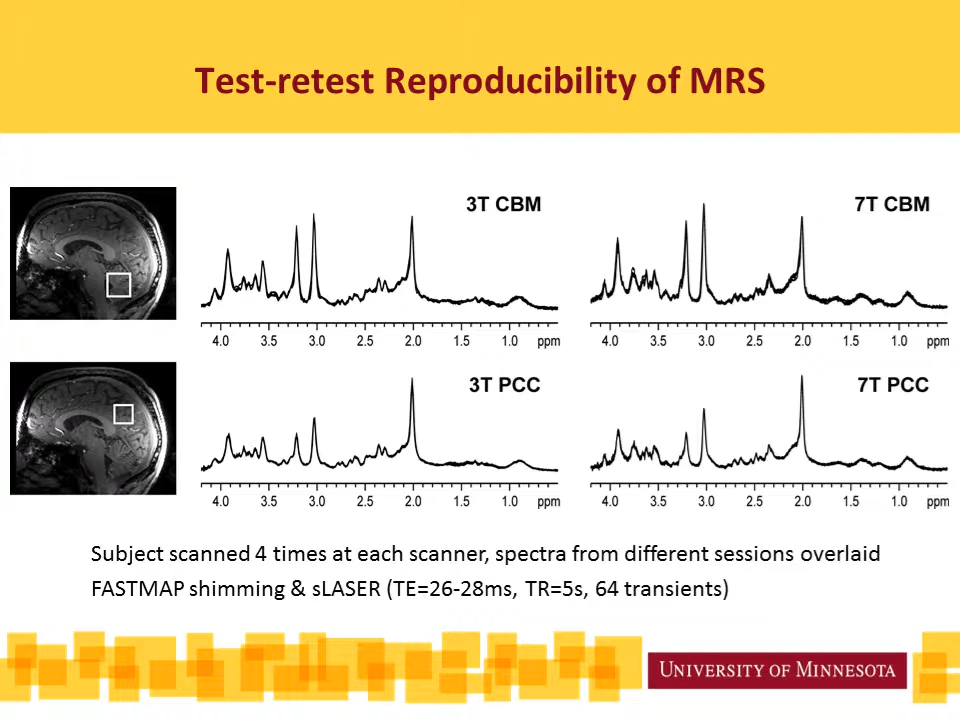 Test-retest Reproducibility of MRS
3T CBM
4.0 3.5 3.0 2.5 2.0 1.5 1.0 ppm
7T CBM
4.0 3.5 3.0 2.5 2.0 1.5 1.0 ppm
3T PCC
4.0 3.5 3.0 2.5 2.0 1.5 1.0 ppm
7T PCC
4.0 3.5 3.0 2.5 2.0 1.5 1.0 ppm
Subject scanned 4 times at each scanner, spectra from different sessions overlaid
FASTMAP shimming & sLASER (TE=26-28ms, TR=5s, 64 transients)
UNIVERSITY OF MINNESOTA